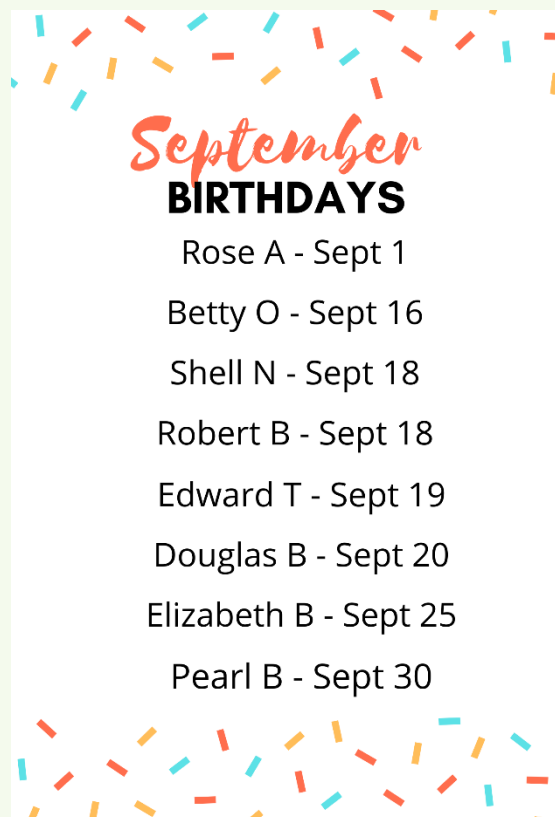 September
BIRTHDAYS
Rose A - Sept 1
Betty O - Sept 16
Shell N - Sept 18
Robert B - Sept 18
Edward T - Sept 19
Douglas B - Sept 20
Elizabeth B - Sept 25
Pearl B - Sept 30